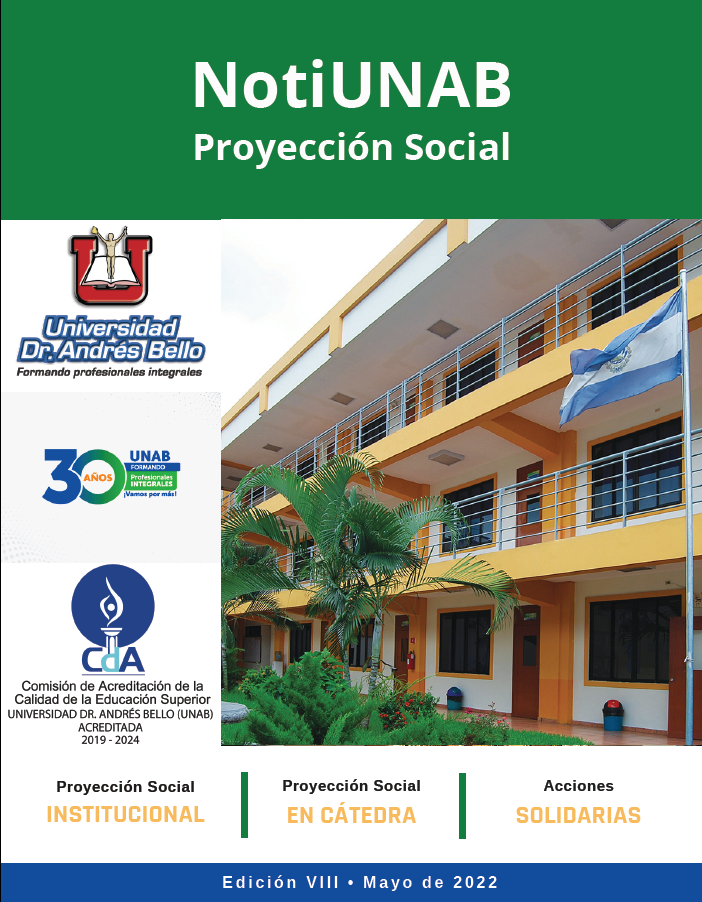 NotiUNAB
Proyección Social
U
Universidad
Dr. Andrés Bello
Formando profesionales integrales
30
AÑOS
UNAB
FORMANDO
Profesionales
INTEGRALES
¡Vamos por más!
CdA
Comisión de Acreditación de la
Calidad de la Educación Superior
UNIVERSIDAD DR. ANDRÉS BELLO (UNAB)
ACREDITADA
2019 - 2024
Proyección Social
INSTITUCIONAL
Proyección Social
EN CÁTEDRA
Acciones
SOLIDARIAS
Edición VIII • Mayo de 2022